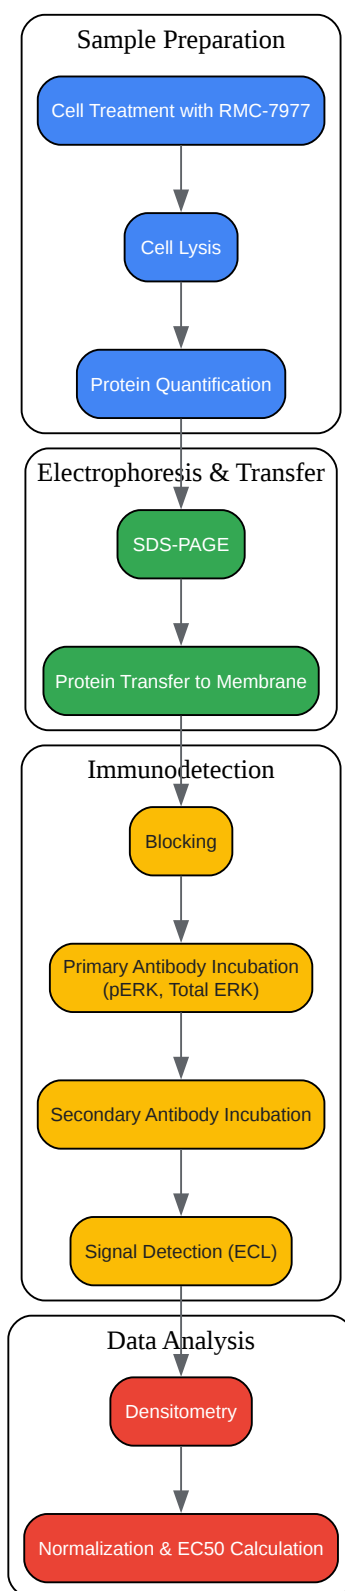 Sample Preparation
Cell Treatment with RMC-7977
Cell Lysis
Protein Quantification
Electrophoresis & Transfer
SDS-PAGE
Protein Transfer to Membrane
Immunodetection
Blocking
Primary Antibody Incubation
(pERK, Total ERK)
Secondary Antibody Incubation
Signal Detection (ECL)
Data Analysis
Densitometry
Normalization & EC50 Calculation